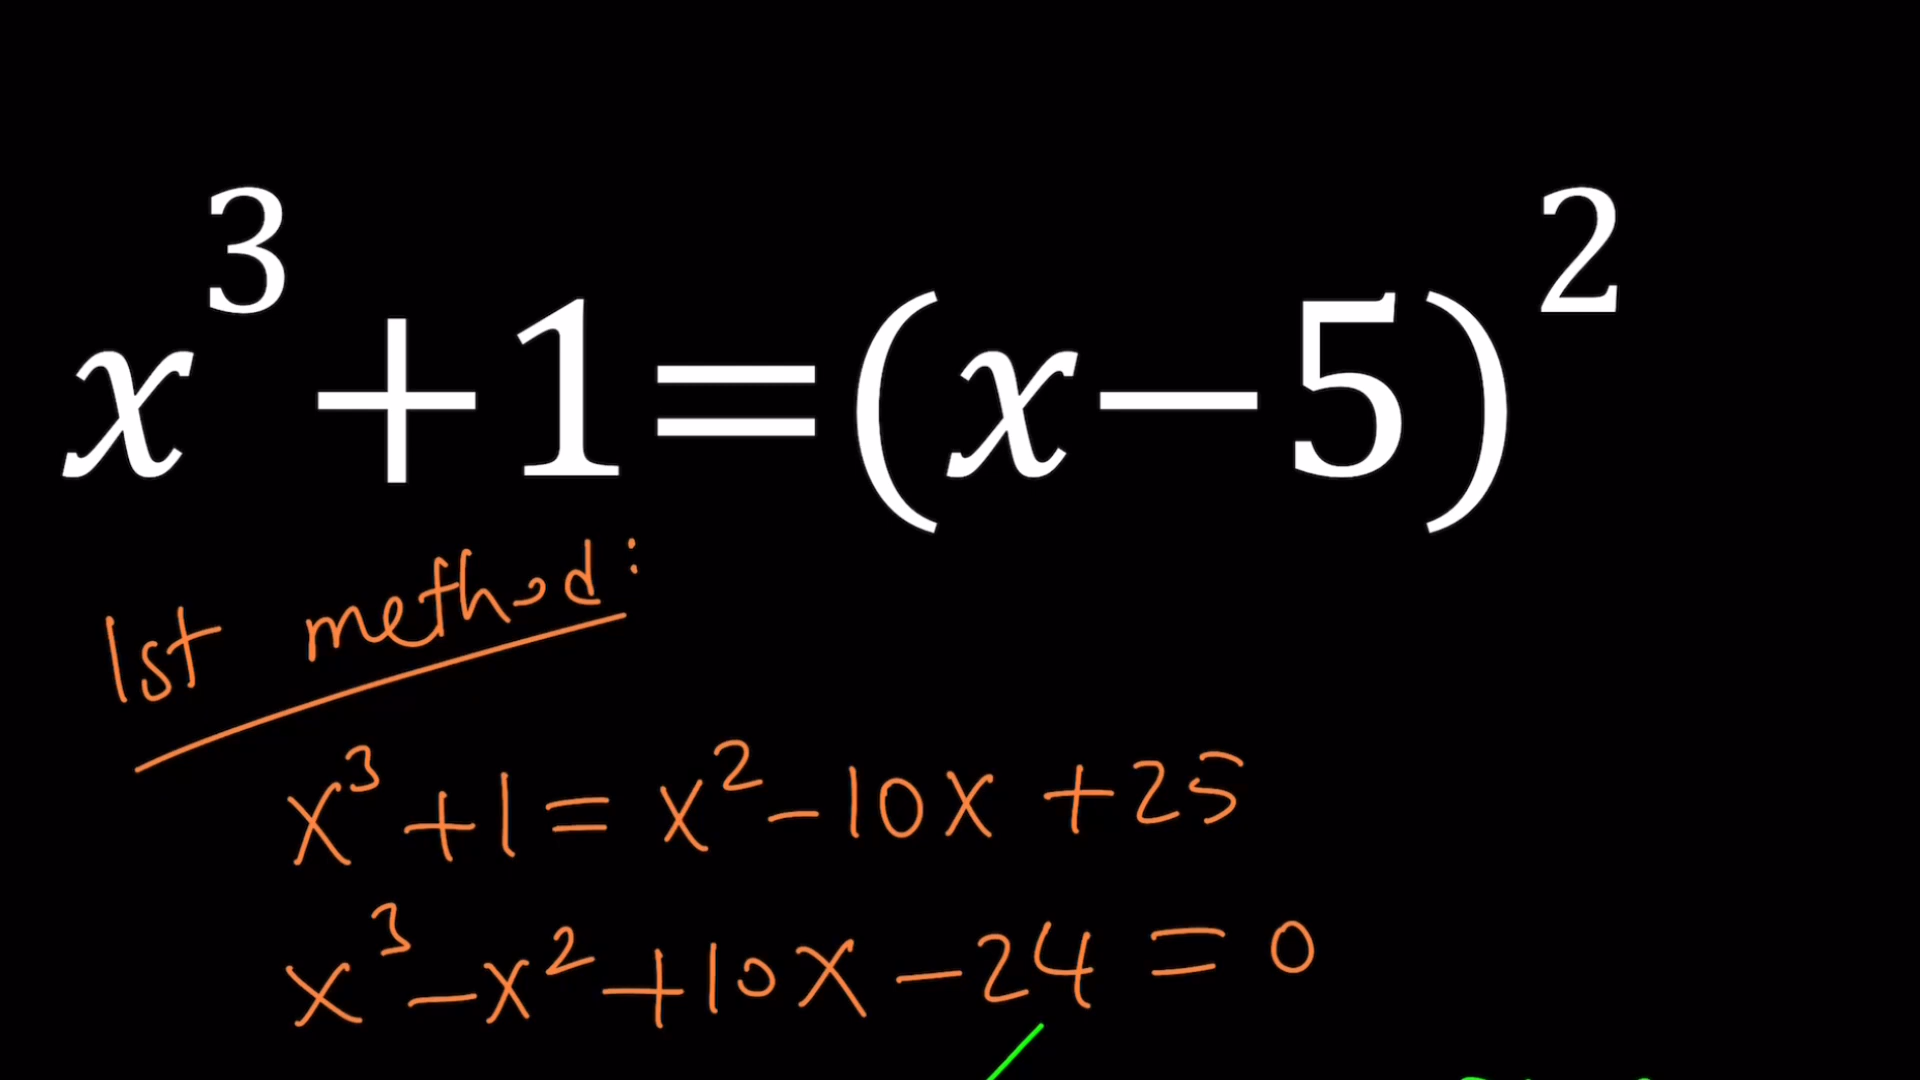 x³+1=(x−5)²
1st method:
x³+1=x²−10x+25
x³−x²+10x−24=0